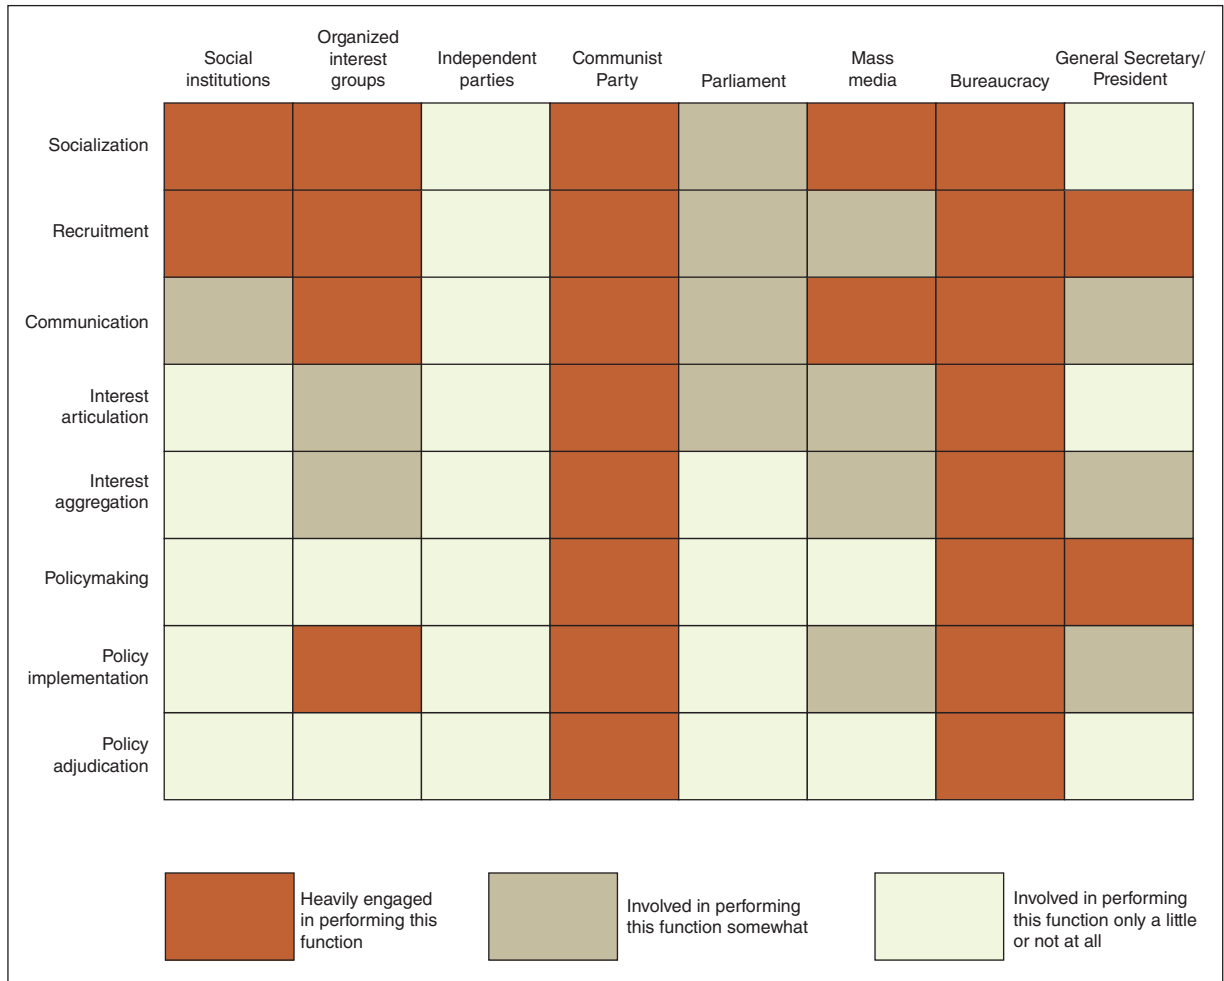 Social
institutions
Organized
interest
groups
Independent
parties
Communist
Party
Parliament
Mass
media
Bureaucracy
General Secretary/
President
Socialization
Recruitment
Communication
Interest
articulation
Interest
aggregation
Policymaking
Policy
implementation
Policy
adjudication
Heavily engaged
in performing this
function
Involved in performing
this function somewhat
Involved in performing
this function only a little
or not at all